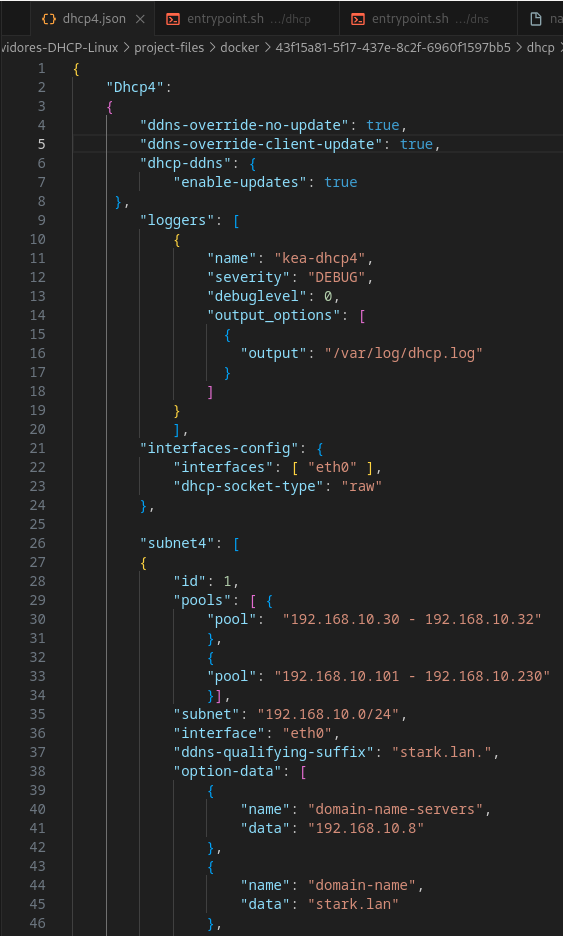 dhcp4.json entrypoint.sh .../dhcp entrypoint.sh .../dns na
vidores-DHCP-Linux > project-files > docker > 43f15a81-5f17-437e-8c2f-6960f1597bb5 > dhcp >
1 {
2 "Dhcp4":
3 {
4 "ddns-override-no-update": true,
5 "ddns-override-client-update": true,
6 "dhcp-ddns": {
7 "enable-updates": true
8 },
9 "loggers": [
10 {
11 "name": "kea-dhcp4",
12 "severity": "DEBUG",
13 "debuglevel": 0,
14 "output_options": [
15 {
16 "output": "/var/log/dhcp.log"
17 }
18 ]
19 }
20 ],
21 "interfaces-config": {
22 "interfaces": [ "eth0" ],
23 "dhcp-socket-type": "raw"
24 },
25
26 "subnet4": [
27 {
28 "id": 1,
29 "pools": [ {
30 "pool":  "192.168.10.30 - 192.168.10.32"
31 },
32 {
33 "pool": "192.168.10.101 - 192.168.10.230"
34 }],
35 "subnet": "192.168.10.0/24",
36 "interface": "eth0",
37 "ddns-qualifying-suffix": "stark.lan.",
38 "option-data": [
39 {
40 "name": "domain-name-servers",
41 "data": "192.168.10.8"
42 },
43 {
44 "name": "domain-name",
45 "data": "stark.lan"
46 },